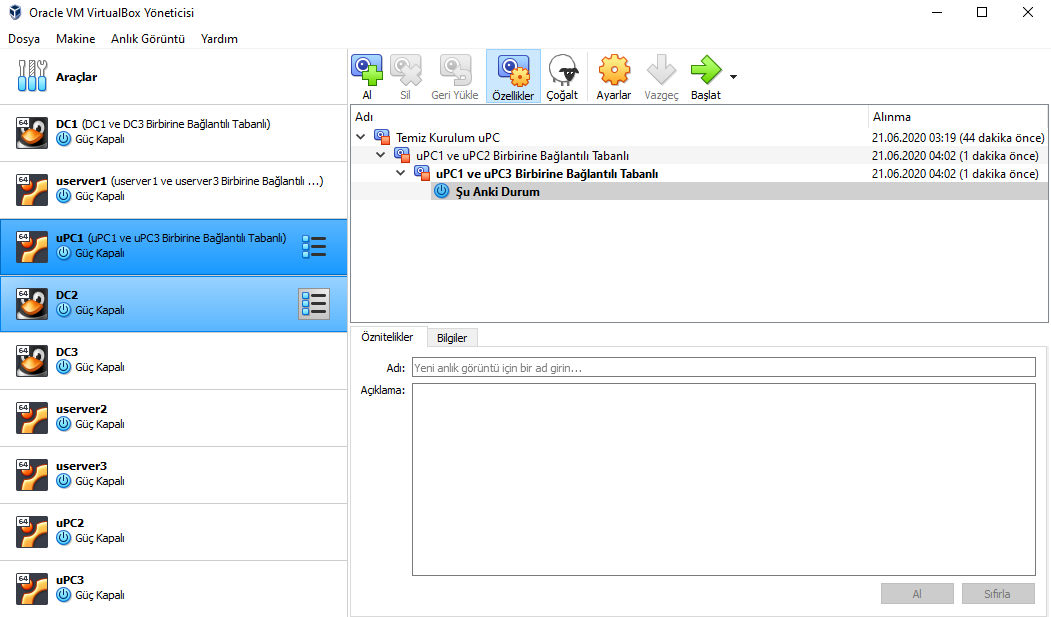 Oracle VM VirtualBox Yöneticisi
Dosya Makine Anlık Görüntü Yardım
Araçlar
64 DC1 (DC1 ve DC3 Birbirine Bağlantılı Tabanlı)
Güç Kapalı
64 userver1 (userver1 ve userver3 Birbirine Bağlantılı ...)
Güç Kapalı
64 uPC1 (uPC1 ve uPC3 Birbirine Bağlantılı Tabanlı)
Güç Kapalı
64 DC2
Güç Kapalı
64 DC3
Güç Kapalı
64 userver2
Güç Kapalı
64 userver3
Güç Kapalı
64 uPC2
Güç Kapalı
64 uPC3
Güç Kapalı
Al Sil Geri Yükle Özellikler Çoğalt Ayarlar Vazgeç Başlat
Adı Alınma
Temiz Kurulum uPC 21.06.2020 03:19 (44 dakika önce)
uPC1 ve uPC2 Birbirine Bağlantılı Tabanlı 21.06.2020 04:02 (1 dakika önce)
uPC1 ve uPC3 Birbirine Bağlantılı Tabanlı 21.06.2020 04:02 (1 dakika önce)
Şu Anki Durum
Öznitelikler Bilgiler
Adı: Yeni anlık görüntü için bir ad girin...
Açıklama:
Al Sıfırla